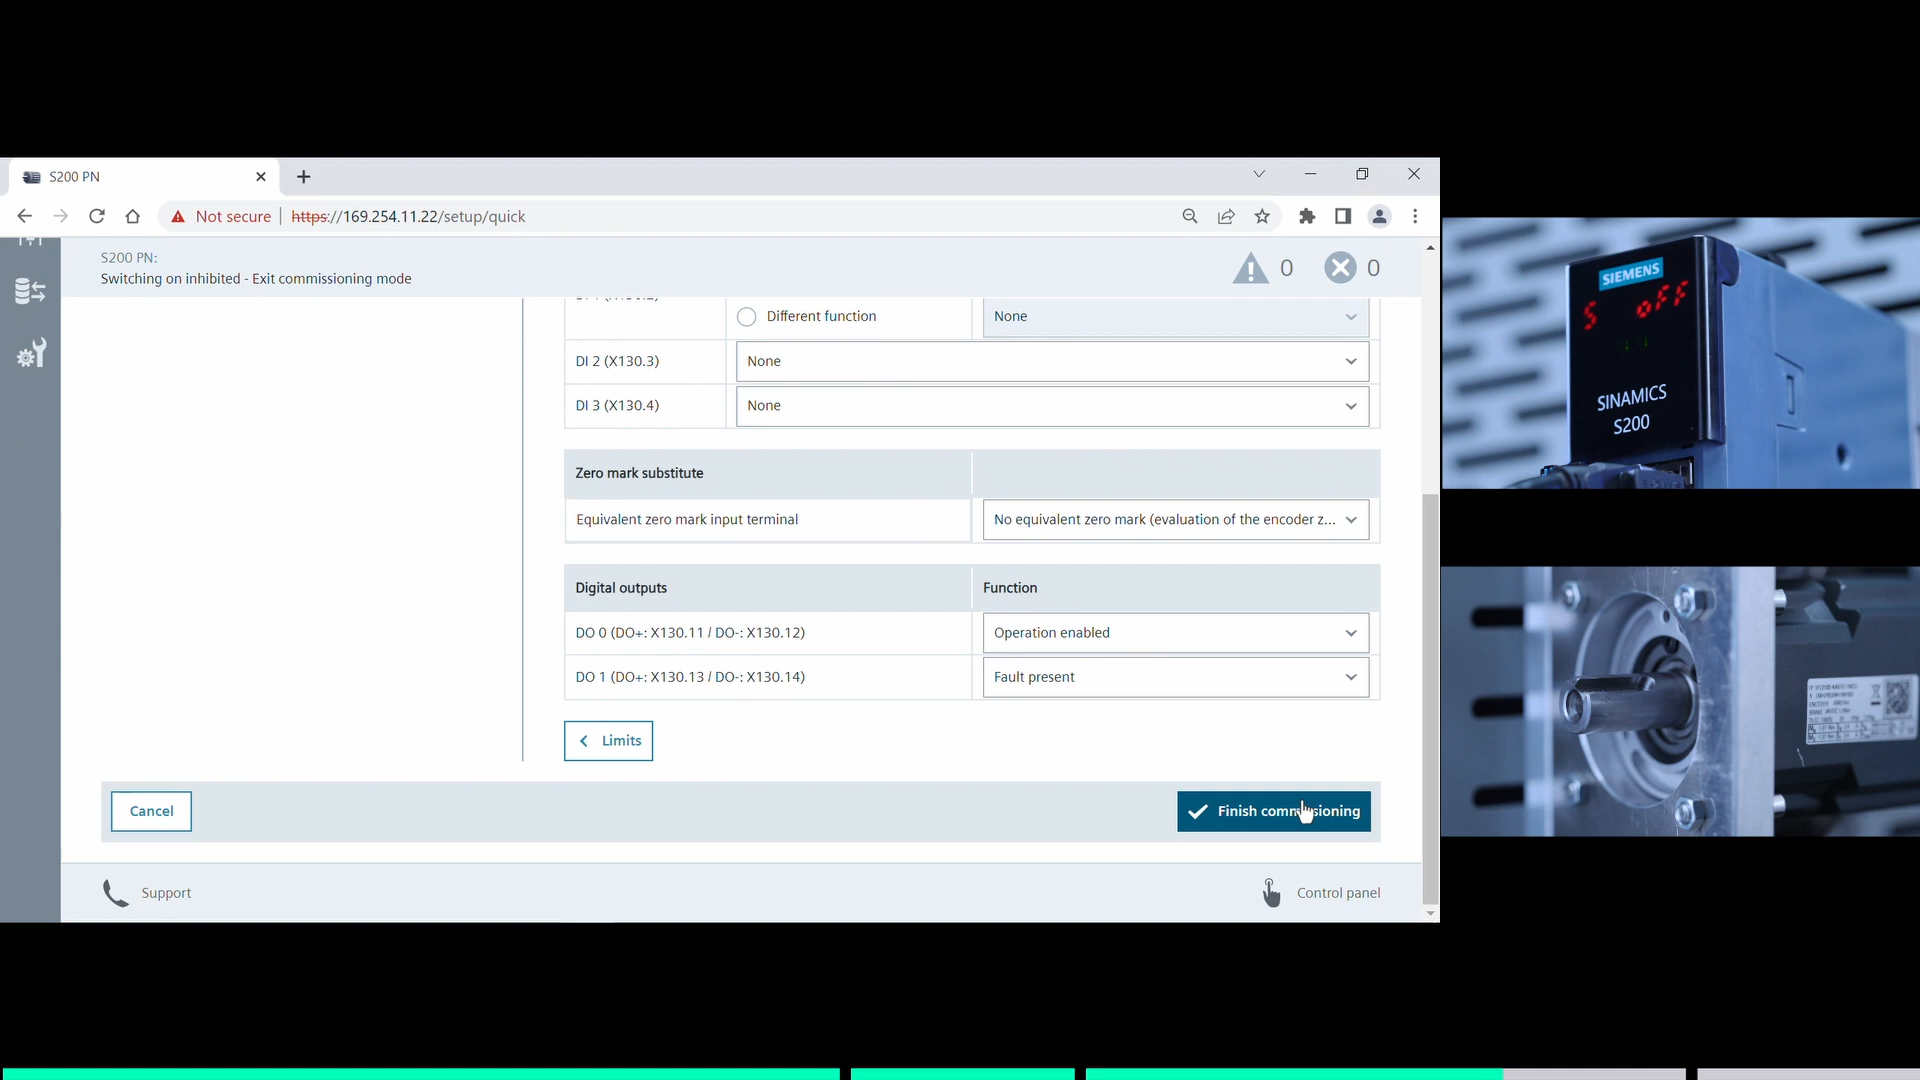 S200 PN
Not secure
https://169.254.11.22/setup/quick
S200 PN:
Switching on inhibited - Exit commissioning mode
0
0
Different function
None
DI 2 (X130.3)
None
DI 3 (X130.4)
None
Zero mark substitute
Equivalent zero mark input terminal
No equivalent zero mark (evaluation of the encoder z...
Digital outputs
Function
DO 0 (DO+: X130.11 / DO-: X130.12)
Operation enabled
DO 1 (DO+: X130.13 / DO-: X130.14)
Fault present
Limits
Cancel
Finish commissioning
Support
Control panel
SIEMENS
S oFF
SINAMICS
S200